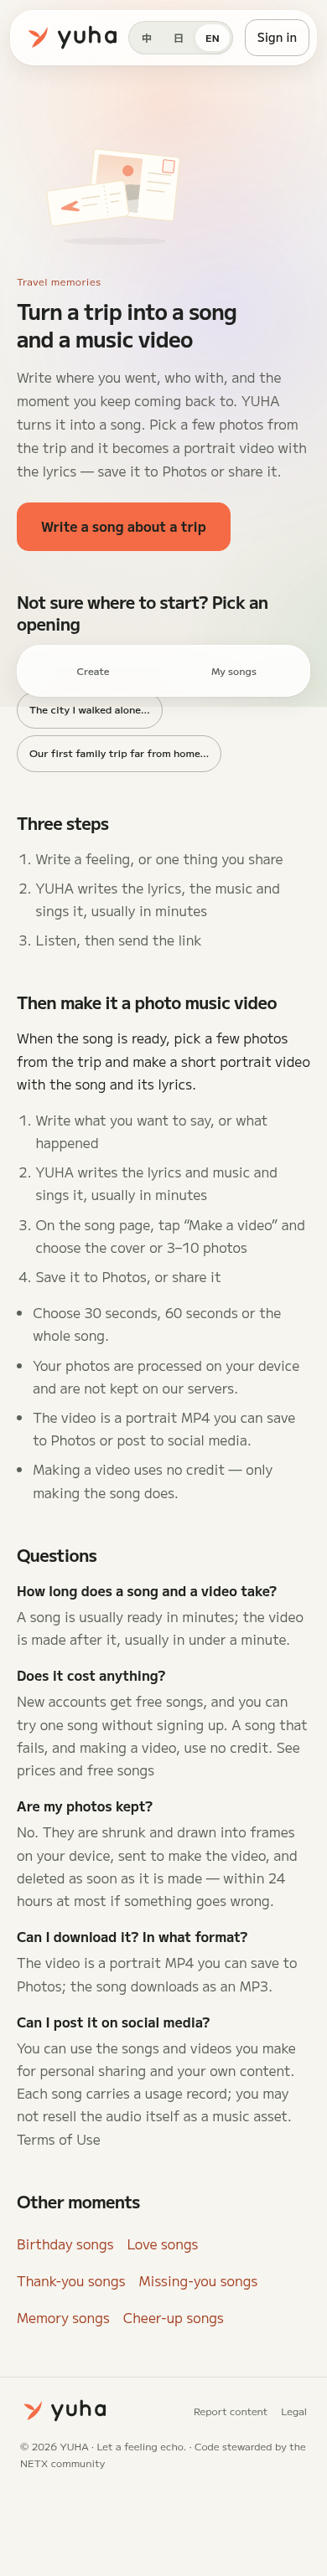 yuha 中 日 EN Sign in
Travel memories
Turn a trip into a song
and a music video
Write where you went, who with, and the
moment you keep coming back to. YUHA
turns it into a song. Pick a few photos from
the trip and it becomes a portrait video with
the lyrics — save it to Photos or share it.
Write a song about a trip
Not sure where to start? Pick an
opening
Create My songs
The city I walked alone…
Our first family trip far from home…
Three steps
1. Write a feeling, or one thing you share
2. YUHA writes the lyrics, the music and
sings it, usually in minutes
3. Listen, then send the link
Then make it a photo music video
When the song is ready, pick a few photos
from the trip and make a short portrait video
with the song and its lyrics.
1. Write what you want to say, or what
happened
2. YUHA writes the lyrics and music and
sings it, usually in minutes
3. On the song page, tap “Make a video” and
choose the cover or 3–10 photos
4. Save it to Photos, or share it
• Choose 30 seconds, 60 seconds or the
whole song.
• Your photos are processed on your device
and are not kept on our servers.
• The video is a portrait MP4 you can save
to Photos or post to social media.
• Making a video uses no credit — only
making the song does.
Questions
How long does a song and a video take?
A song is usually ready in minutes; the video
is made after it, usually in under a minute.
Does it cost anything?
New accounts get free songs, and you can
try one song without signing up. A song that
fails, and making a video, use no credit. See
prices and free songs
Are my photos kept?
No. They are shrunk and drawn into frames
on your device, sent to make the video, and
deleted as soon as it is made — within 24
hours at most if something goes wrong.
Can I download it? In what format?
The video is a portrait MP4 you can save to
Photos; the song downloads as an MP3.
Can I post it on social media?
You can use the songs and videos you make
for personal sharing and your own content.
Each song carries a usage record; you may
not resell the audio itself as a music asset.
Terms of Use
Other moments
Birthday songs Love songs
Thank-you songs Missing-you songs
Memory songs Cheer-up songs
yuha Report content Legal
© 2026 YUHA · Let a feeling echo. · Code stewarded by the
NETX community